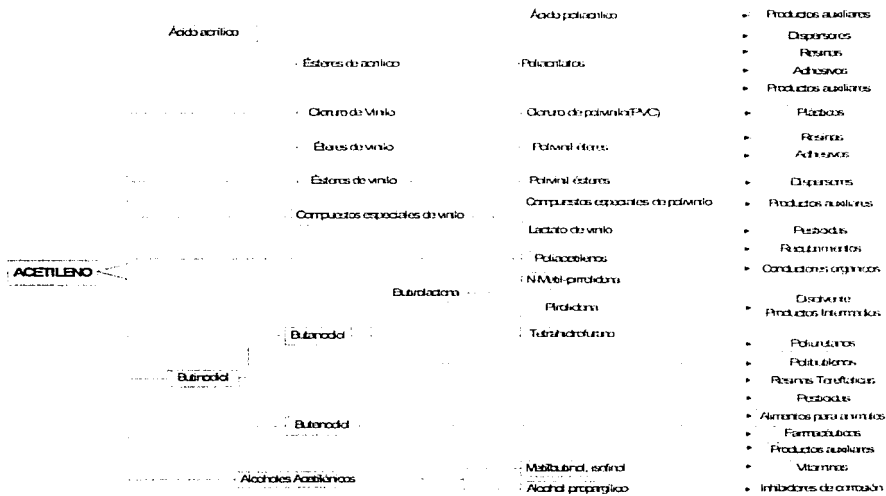 Ácido poliacrílico
Productos auxiliares
Ácido acrílico
Dispersores
Resinas
Ésteres de acrílico
Poliacrilatos
Adhesivos
Productos auxiliares
Cloruro de Vinilo
Cloruro de polivinilo(PVC)
Plásticos
Resinas
Éteres de vinilo
Polivinil éteres
Adhesivos
Ésteres de vinilo
Polivinil ésteres
Dispersores
Compuestos especiales de vinilo
Compuestos especiales de polivinilo
Productos auxiliares
Lactato de vinilo
Pesticidas
Recubrimientos
Poliacetilenos
ACETILENO
Conductores orgánicos
N-Metil-pirrolidona
Butirolactona
Disolvente
Pirolidona
Productos Intermedios
Butanodiol
Tetrahidrofurano
Poliuretanos
Polibutilenos
Butinodiol
Resinas Tereftálicas
Pesticidas
Alimentos para animales
Butenodiol
Farmacéuticos
Productos auxiliares
Metilbutinol, isofitol
Vitaminas
Alcoholes Acetilénicos
Alcohol propargílico
Inhibidores de corrosión